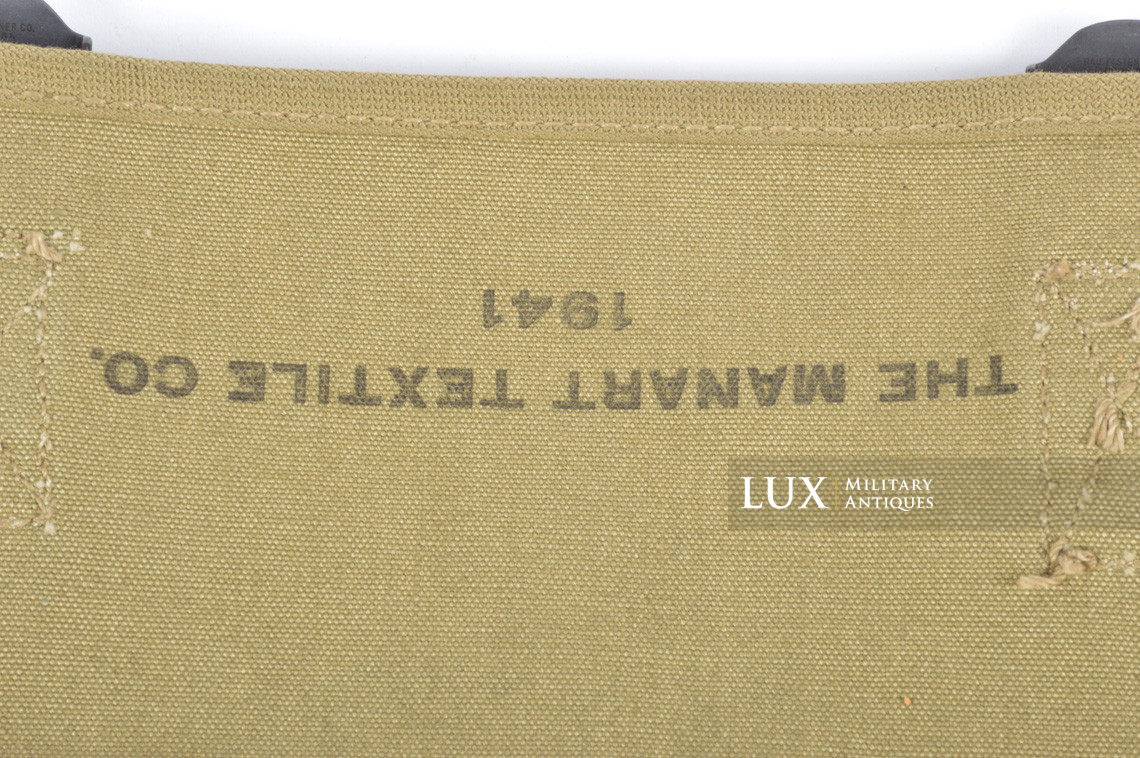 THE MANART TEXTILE CO.
1941
LUX
MILITARY
ANTIQUES